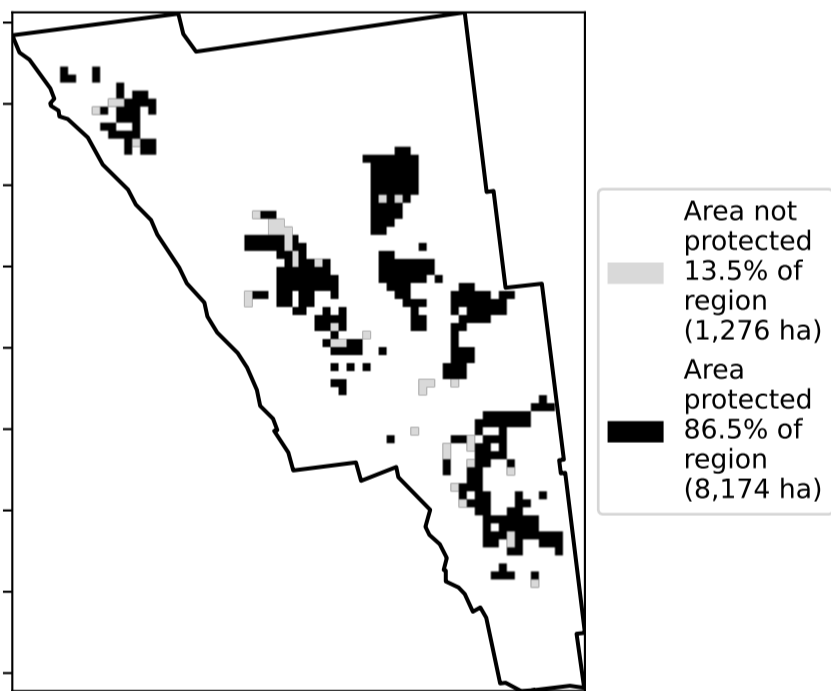 Area not
protected
13.5% of
region
(1,276 ha)
Area
protected
86.5% of
region
(8,174 ha)